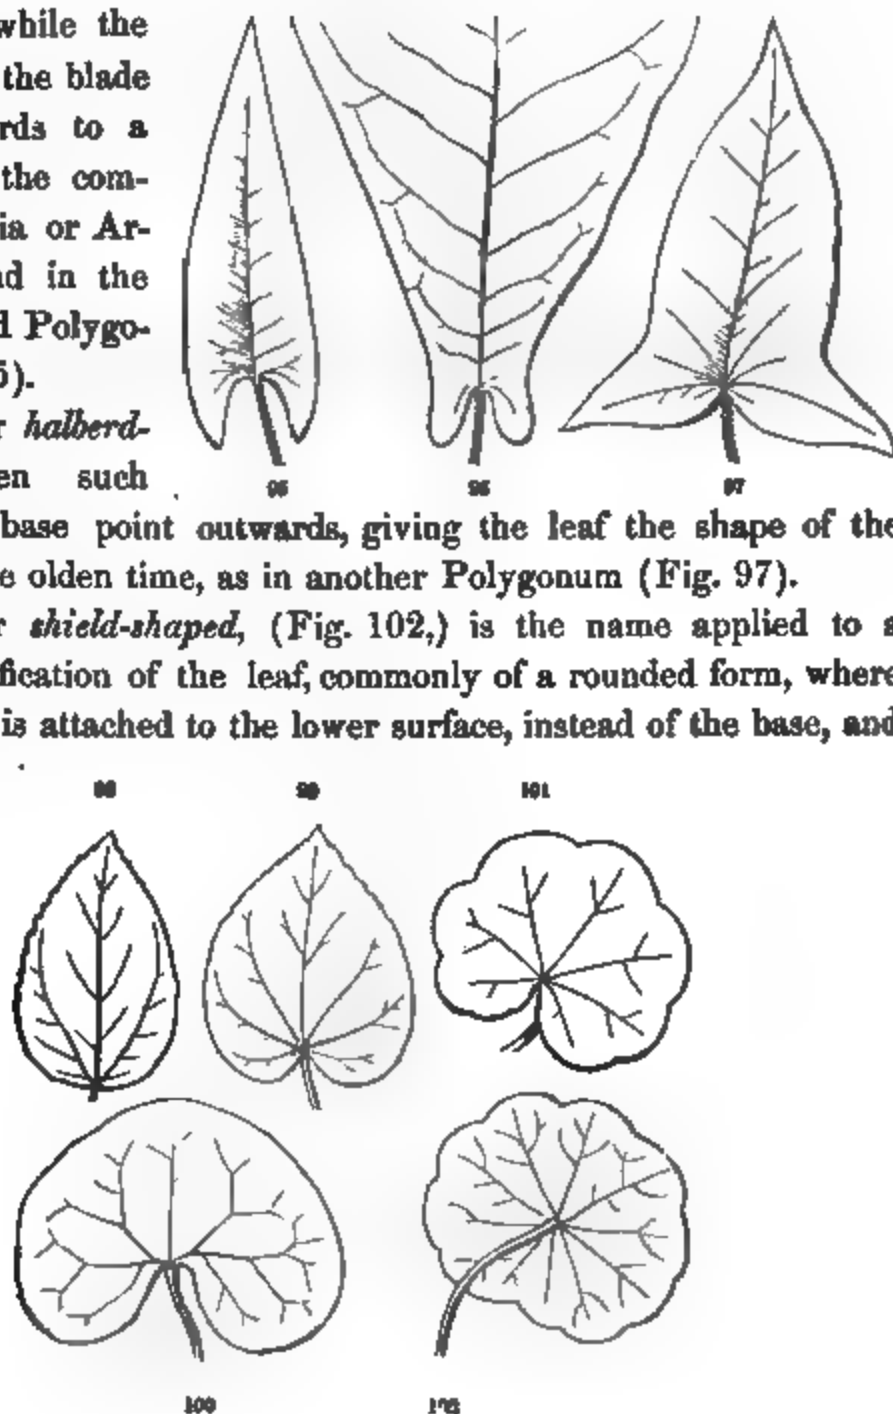 while the
the blade
rds to a
the com-
ia or Ar-
nd in the
d Polygo-
5).
r halberd-
en such
95 96 97
base point outwards, giving the leaf the shape of the
e olden time, as in another Polygonum (Fig. 97).
r shield-shaped, (Fig. 102,) is the name applied to a
fication of the leaf, commonly of a rounded form, where
is attached to the lower surface, instead of the base, and
101
100